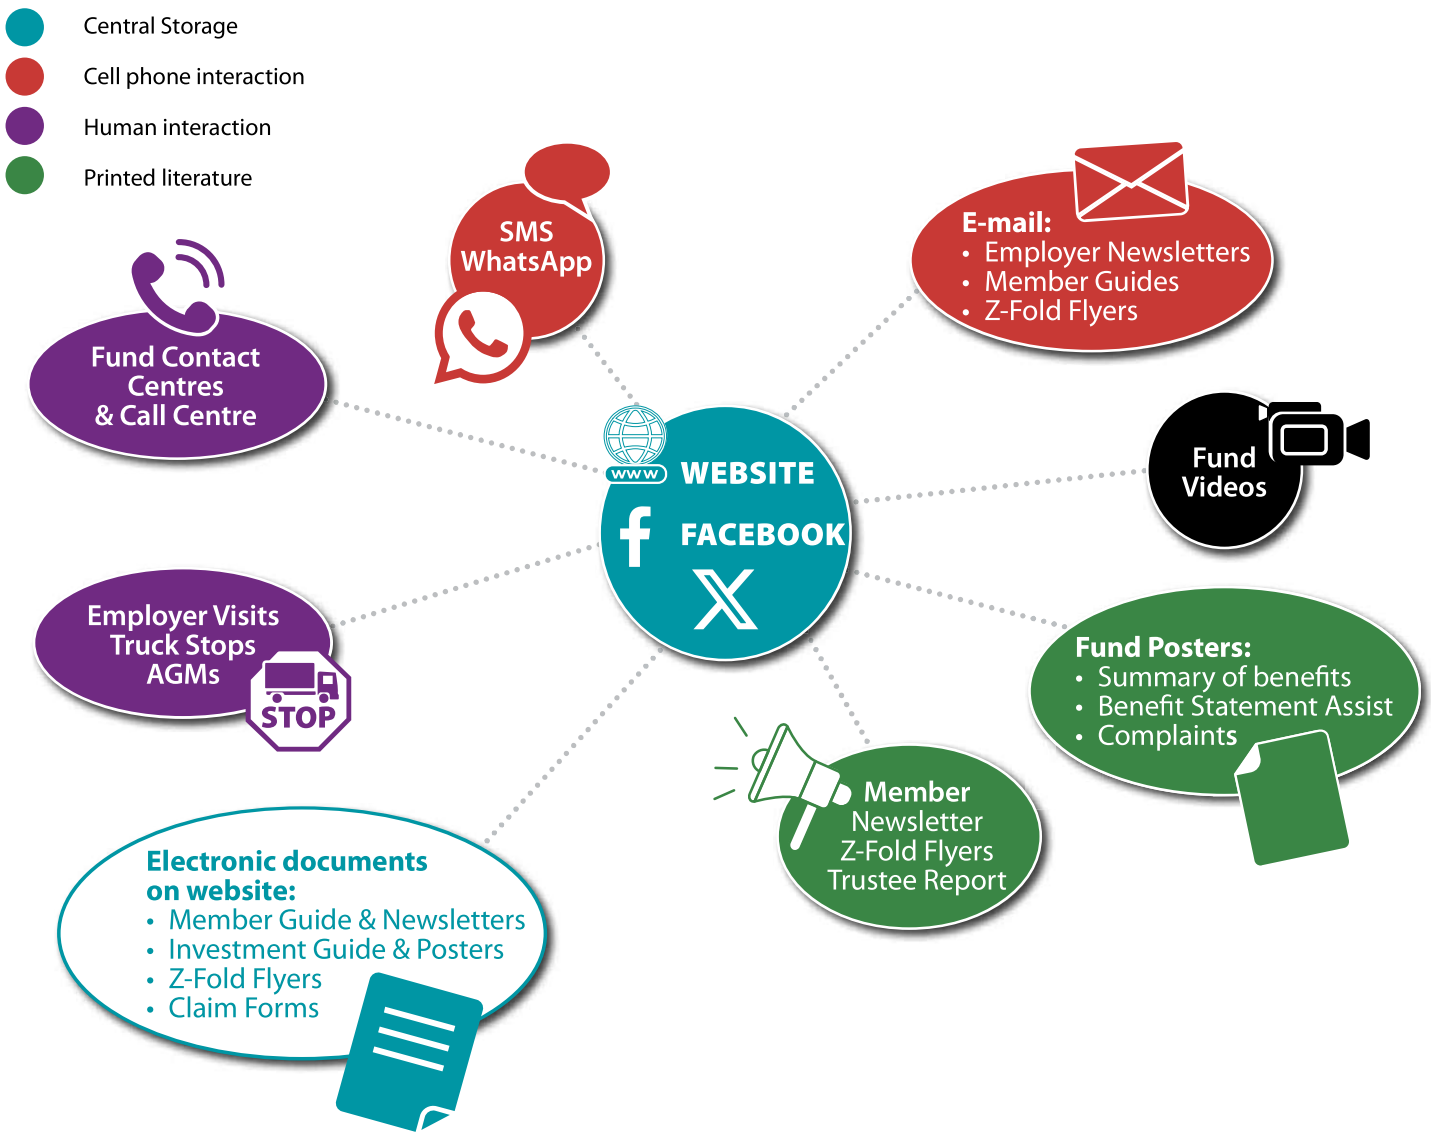 Central Storage
Cell phone interaction
Human interaction
Printed literature
SMS
WhatsApp
E-mail:
• Employer Newsletters
• Member Guides
• Z-Fold Flyers
Fund Contact
Centres
& Call Centre
www
WEBSITE
FACEBOOK
X
Fund
Videos
Employer Visits
Truck Stops
AGMs
STOP
Fund Posters:
• Summary of benefits
• Benefit Statement Assist
• Complaints
Member
Newsletter
Z-Fold Flyers
Trustee Report
Electronic documents
on website:
• Member Guide & Newsletters
• Investment Guide & Posters
• Z-Fold Flyers
• Claim Forms